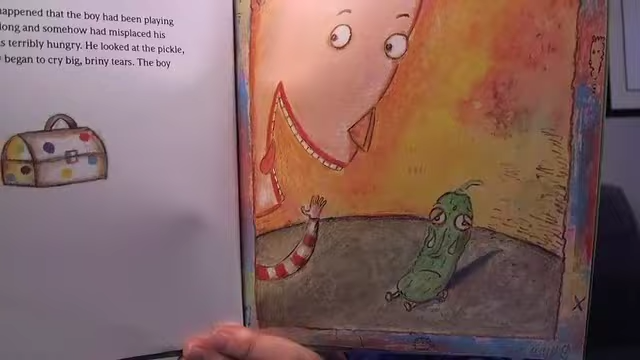 appened that the boy had been playing
long and somehow had misplaced his
s terribly hungry. He looked at the pickle,
began to cry big, briny tears. The boy